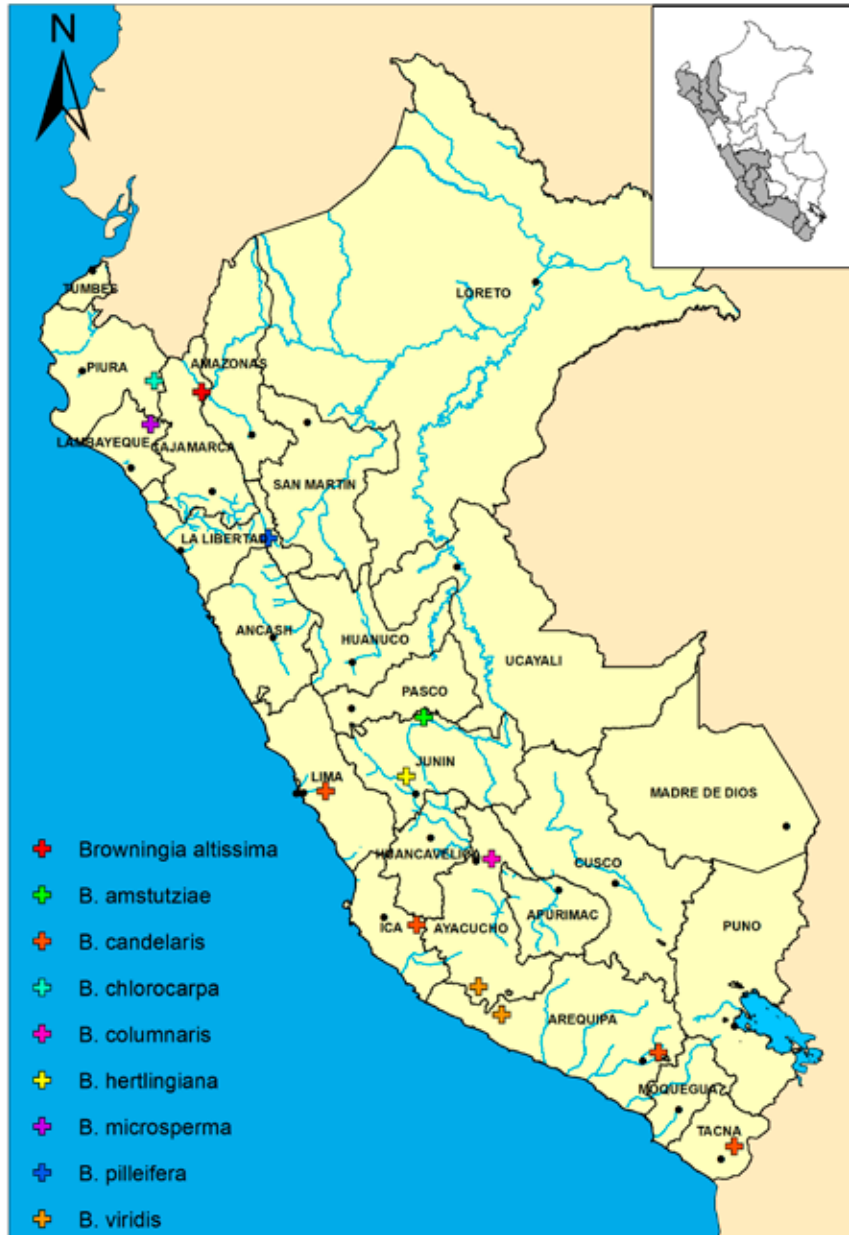 N
TUMBES
LORETO
PIURA
AMAZONAS
LAMBAYEQUE
CAJAMARCA
SAN MARTIN
LA LIBERTAD
ANCASH
HUANUCO
UCAYALI
PASCO
JUNIN
LIMA
MADRE DE DIOS
HUANCAVELICA
CUSCO
APURIMAC
ICA
AYACUCHO
PUNO
AREQUIPA
MOQUEGUA
TACNA
Browningia altissima
B. amstutziae
B. candelaris
B. chlorocarpa
B. columnaris
B. hertlingiana
B. microsperma
B. pilleifera
B. viridis